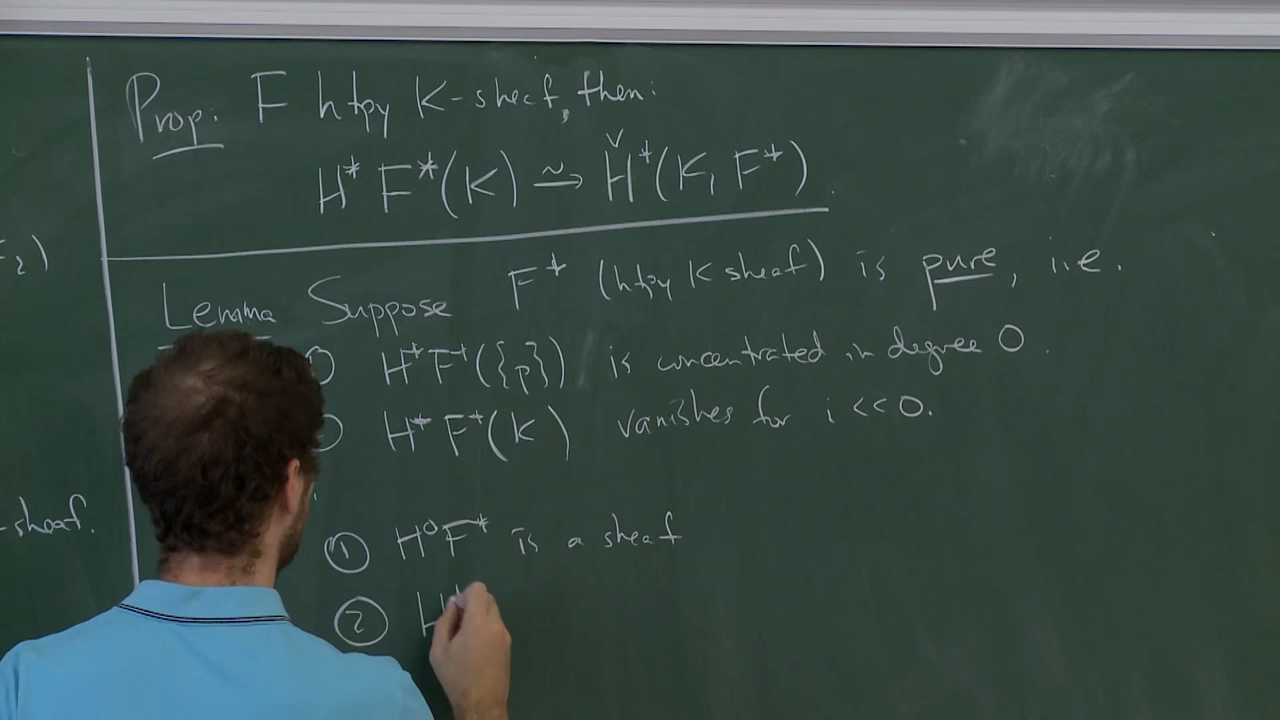 Prop: F htpy K-sheaf, then:
H* F*(K) ⥲ Ȟ*(K, F*).
₂)
Lemma Suppose F* (htpy K sheaf) is pure, i.e.
H*F*({p}) is concentrated in degree 0.
H*F*(K) vanishes for i << 0.
-sheaf.
① H⁰F* is a sheaf
② H